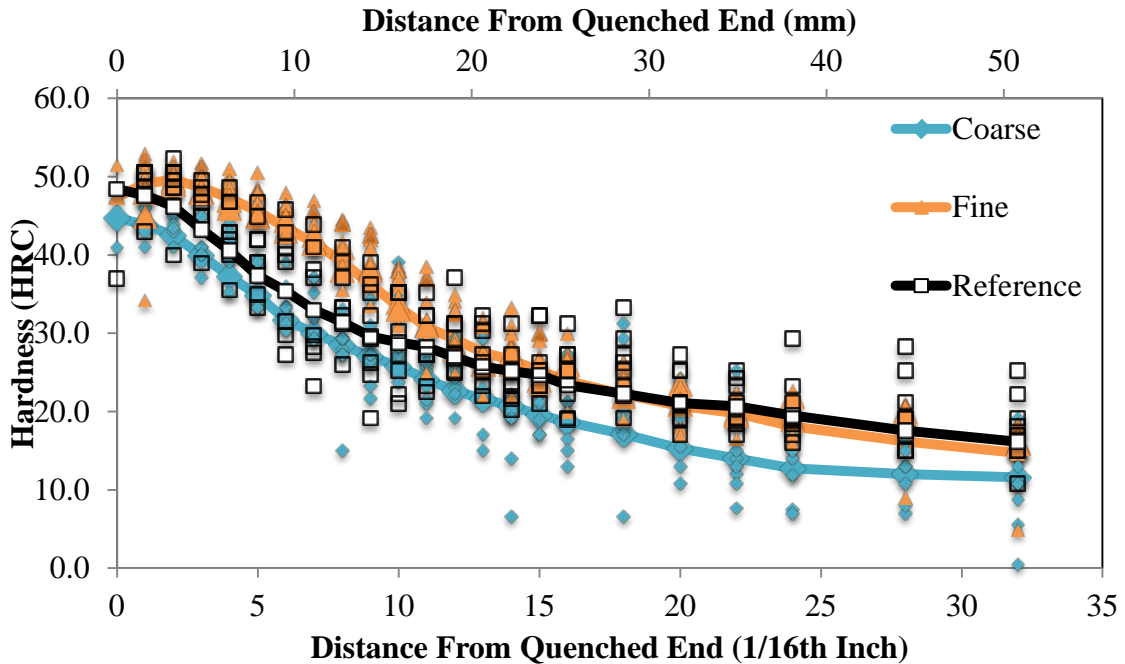 Distance From Quenched End (mm)
0 10 20 30 40 50
60.0
50.0
40.0
30.0
20.0
10.0
0.0
Hardness (HRC)
Coarse
Fine
Reference
0 5 10 15 20 25 30 35
Distance From Quenched End (1/16th Inch)